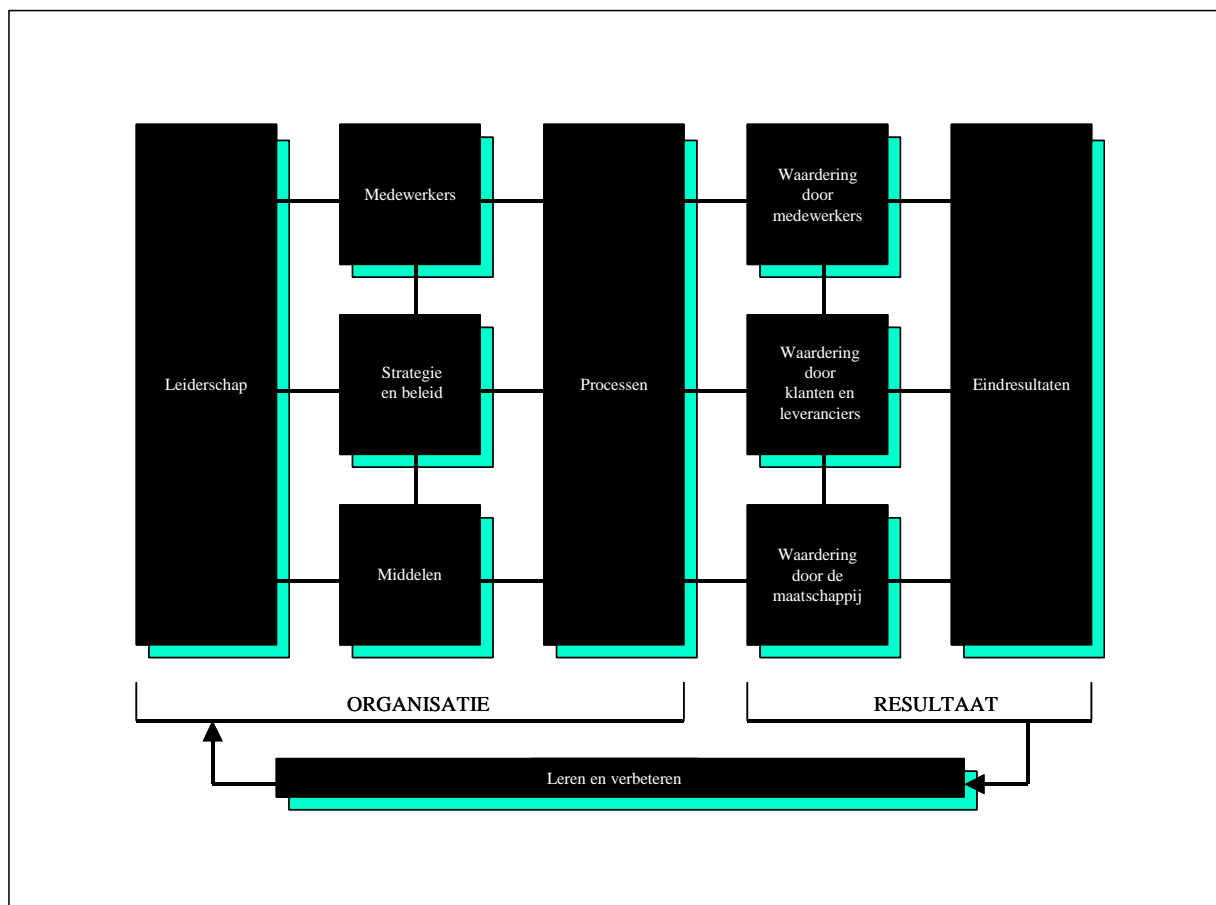 Leiderschap
Medewerkers
Strategie
en beleid
Middelen
Processen
Waardering
door
medewerkers
Waardering
door
klanten en
leveranciers
Waardering
door de
maatschappij
Eindresultaten
ORGANISATIE
RESULTAAT
Leren en verbeteren